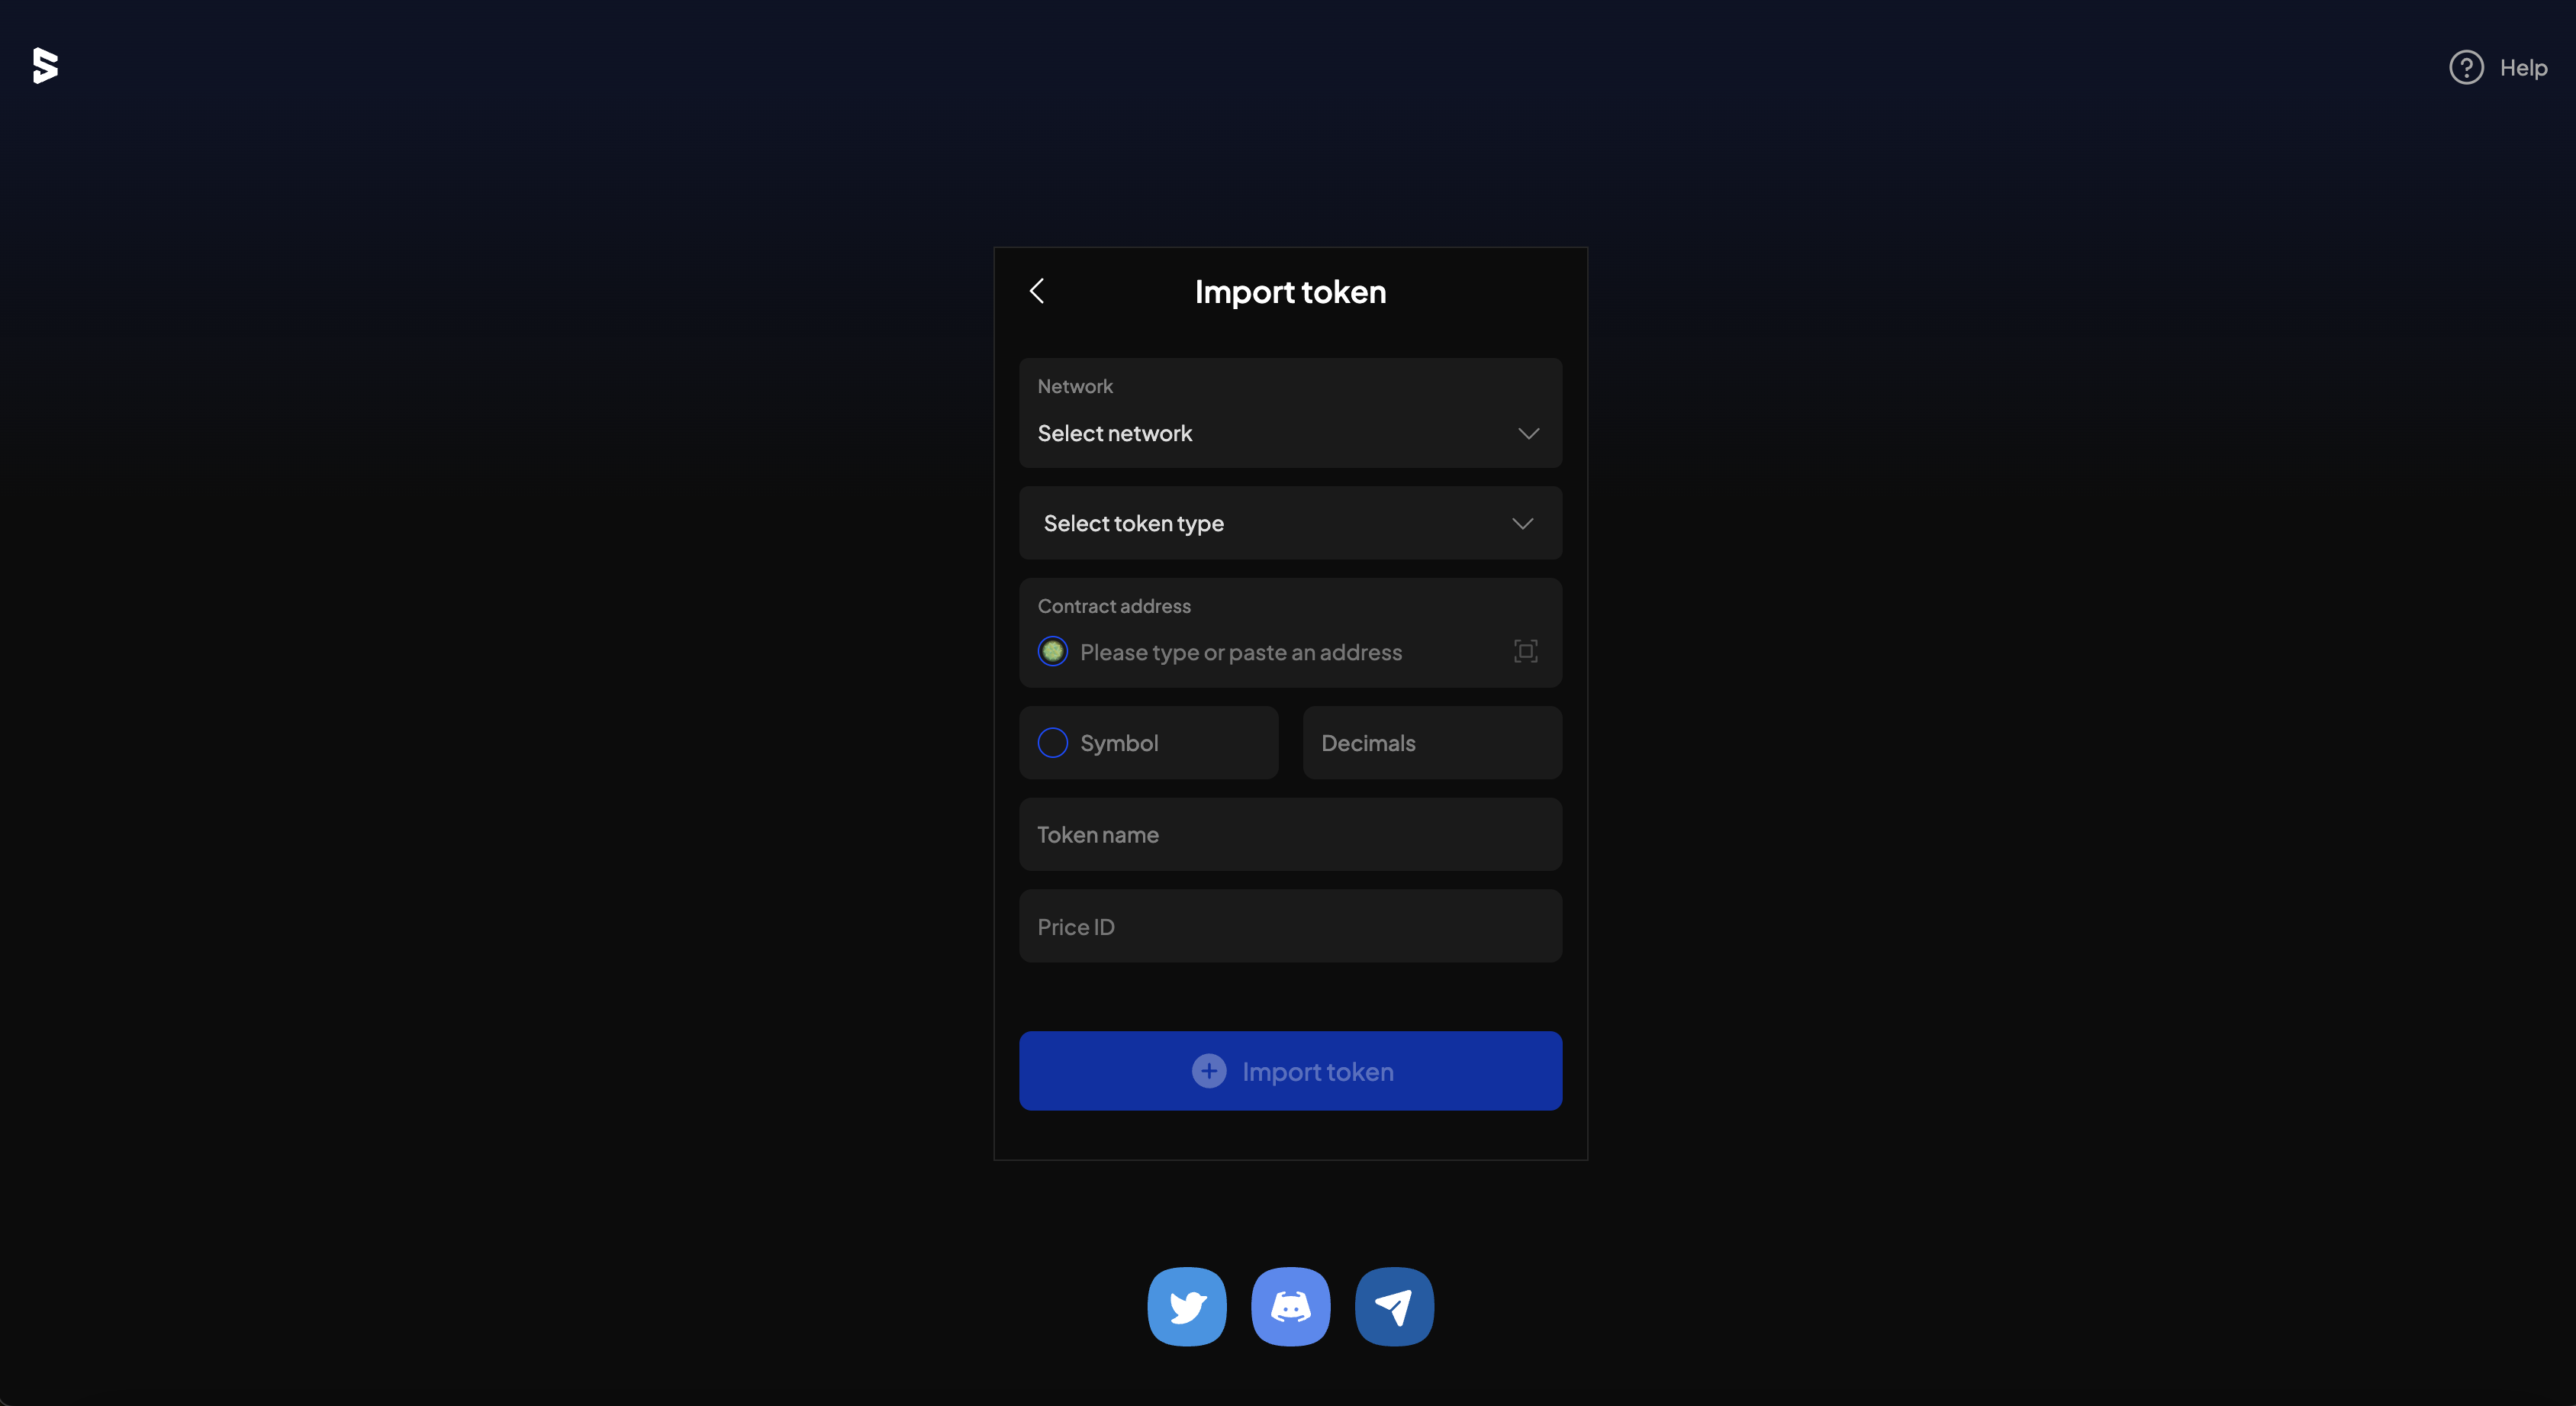 Help
Import token
Network
Select network
Select token type
Contract address
Please type or paste an address
Symbol
Decimals
Token name
Price ID
Import token